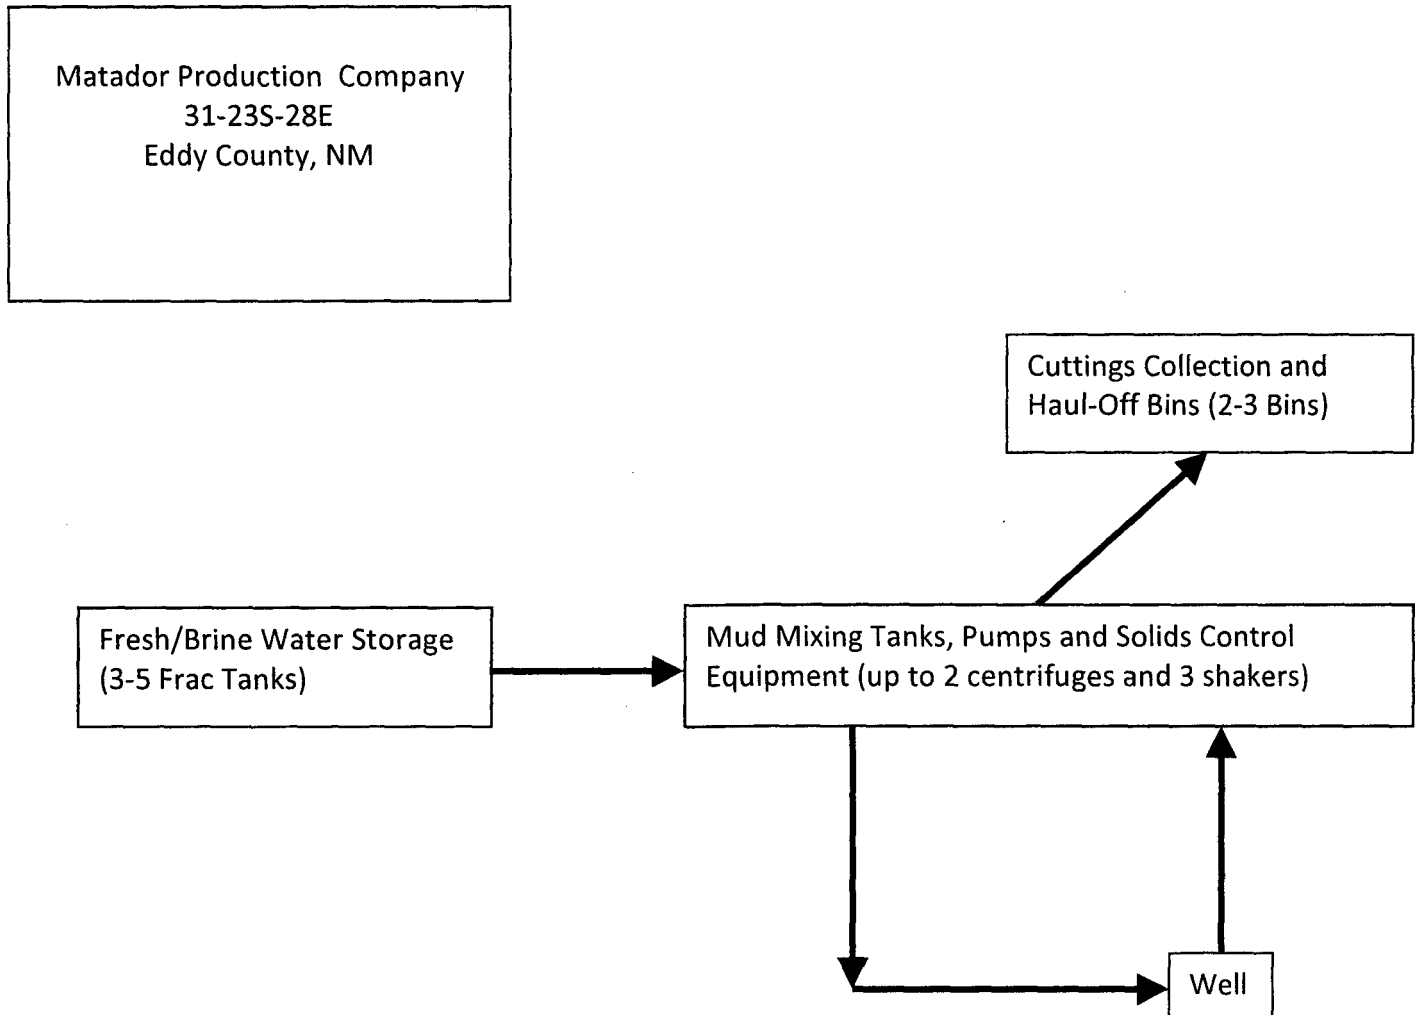 Matador Production Company
31-23S-28E
Eddy County, NM
Cuttings Collection and
Haul-Off Bins (2-3 Bins)
Fresh/Brine Water Storage
(3-5 Frac Tanks)
Mud Mixing Tanks, Pumps and Solids Control
Equipment (up to 2 centrifuges and 3 shakers)
Well